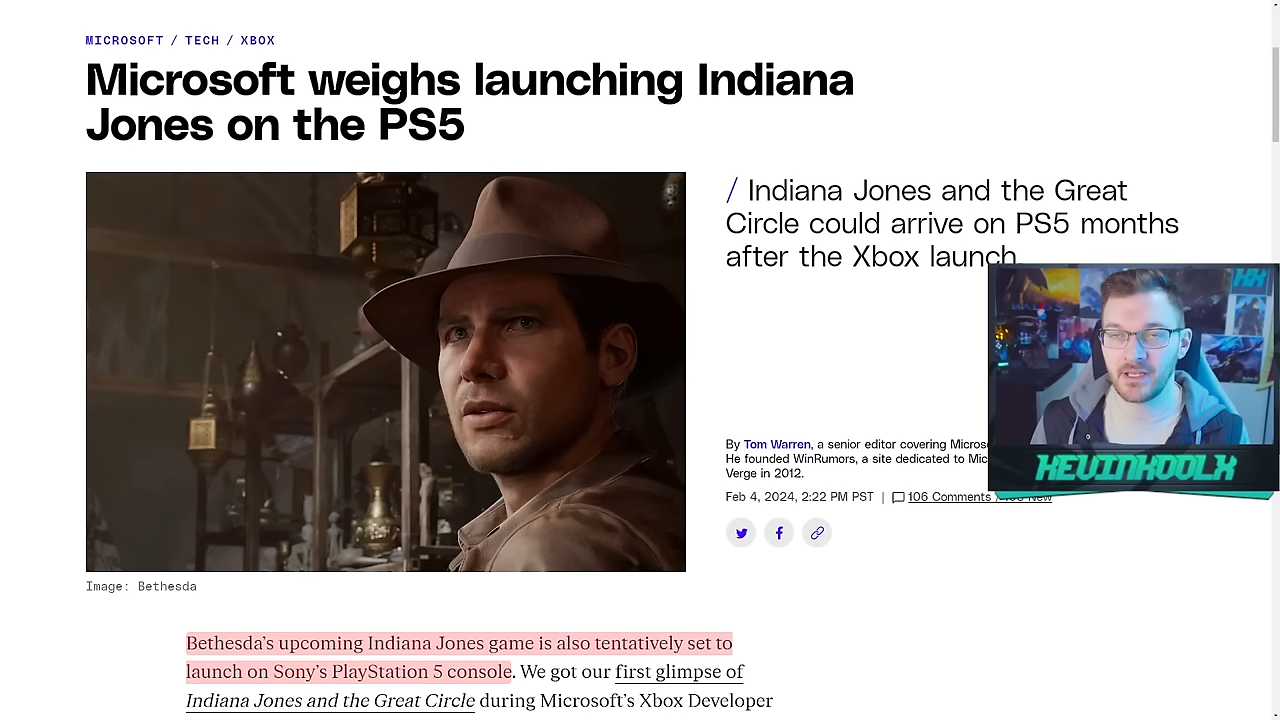 MICROSOFT / TECH / XBOX
Microsoft weighs launching Indiana
Jones on the PS5
/ Indiana Jones and the Great
Circle could arrive on PS5 months
after the Xbox launch
By Tom Warren, a senior editor covering
He founded WinRumors, a site dedicated to
Verge in 2012.
Feb 4, 2024, 2:22 PM PST | 106 Comments / New
KEVINKOOLX
Image: Bethesda
Bethesda's upcoming Indiana Jones game is also tentatively set to
launch on Sony's PlayStation 5 console. We got our first glimpse of
Indiana Jones and the Great Circle during Microsoft's Xbox Developer